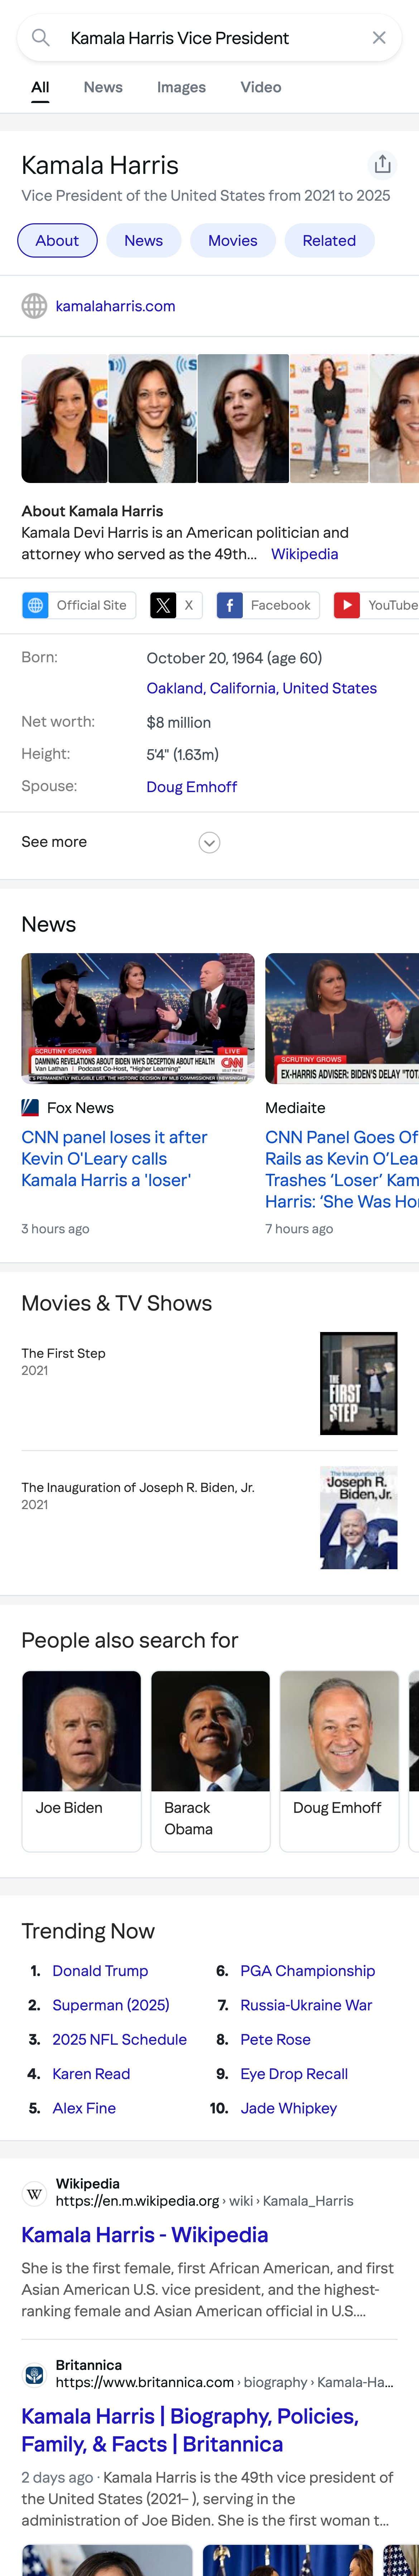 Kamala Harris Vice President
All News Images Video
Kamala Harris
Vice President of the United States from 2021 to 2025
About News Movies Related
kamalaharris.com
About Kamala Harris
Kamala Devi Harris is an American politician and
attorney who served as the 49th... Wikipedia
Official Site X Facebook YouTube
Born: October 20, 1964 (age 60)
Oakland, California, United States
Net worth: $8 million
Height: 5'4" (1.63m)
Spouse: Doug Emhoff
See more
News
SCRUTINY GROWS LIVE
DAMNING REVELATIONS ABOUT BIDEN WH'S DECEPTION ABOUT HEALTH
Van Lathan | Podcast Co-Host, "Higher Learning"
CNN
SCRUTINY GROWS
EX-HARRIS ADVISER: BIDEN'S DELAY "TOT
Fox News
CNN panel loses it after
Kevin O'Leary calls
Kamala Harris a 'loser'
3 hours ago
Mediaite
CNN Panel Goes Of
Rails as Kevin O'Lea
Trashes 'Loser' Kam
Harris: 'She Was Ho
7 hours ago
Movies & TV Shows
The First Step
2021
THE
FIRST
STEP
The Inauguration of Joseph R. Biden, Jr.
2021
The Inauguration of
Joseph R.
Biden, Jr.
46
People also search for
Joe Biden
Barack
Obama
Doug Emhoff
Trending Now
1. Donald Trump
2. Superman (2025)
3. 2025 NFL Schedule
4. Karen Read
5. Alex Fine
6. PGA Championship
7. Russia-Ukraine War
8. Pete Rose
9. Eye Drop Recall
10. Jade Whipkey
W
Wikipedia
https://en.m.wikipedia.org › wiki › Kamala_Harris
Kamala Harris - Wikipedia
She is the first female, first African American, and first
Asian American U.S. vice president, and the highest-
ranking female and Asian American official in U.S....
Britannica
https://www.britannica.com › biography › Kamala-Ha...
Kamala Harris | Biography, Policies,
Family, & Facts | Britannica
2 days ago · Kamala Harris is the 49th vice president of
the United States (2021– ), serving in the
administration of Joe Biden. She is the first woman t...